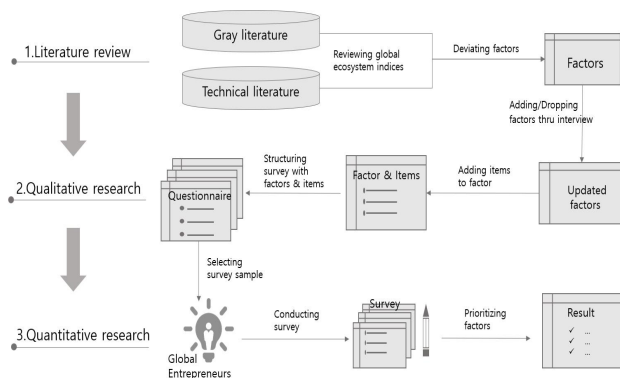 1.Literature review
Gray literature
Technical literature
Reviewing global
ecosystem indices
Deviating factors
Factors
Adding/Dropping
factors thru interview
2.Qualitative research
Questionnaire
Structuring
survey with
factors & items
Factor & Items
Adding items
to factor
Updated
factors
Selecting
survey sample
3.Quantitative research
Global
Entrepreneurs
Conducting
survey
Survey
Prioritizing
factors
Result
✓ ...
✓ ...
✓ ...